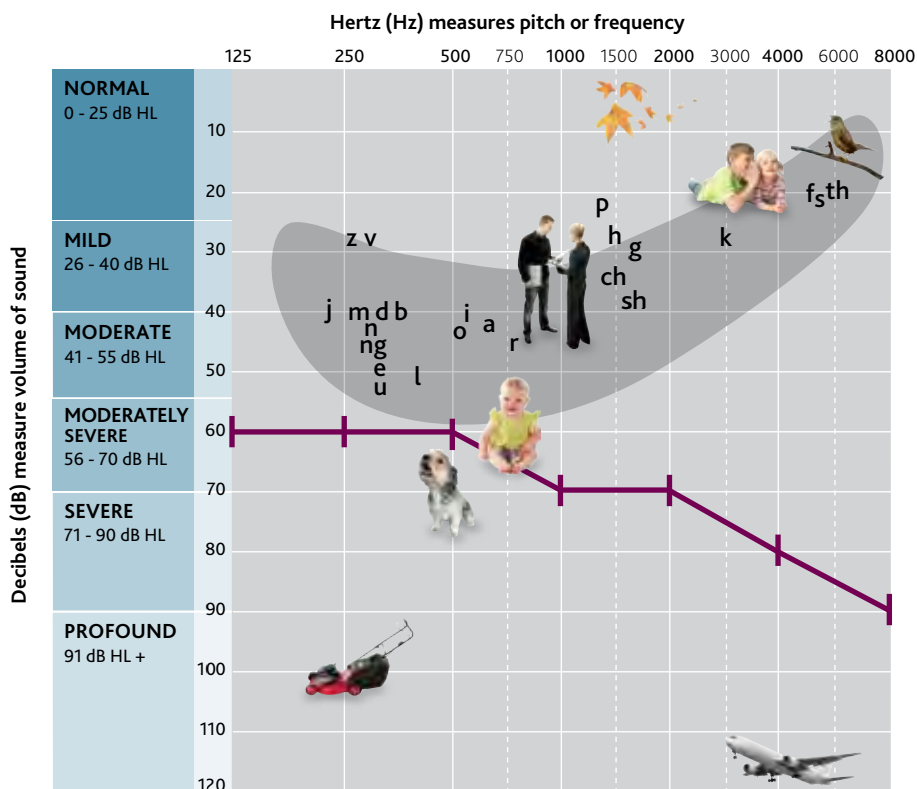 Hertz (Hz) measures pitch or frequency
125 250 500 750 1000 1500 2000 3000 4000 6000 8000
Decibels (dB) measure volume of sound
NORMAL
0 - 25 dB HL
MILD
26 - 40 dB HL
MODERATE
41 - 55 dB HL
MODERATELY
SEVERE
56 - 70 dB HL
SEVERE
71 - 90 dB HL
PROFOUND
91 dB HL +
10
20
30
40
50
60
70
80
90
100
110
120
f s th
p
z v h g k
ch
sh
j m d b i
n o a
ng r
e l
u